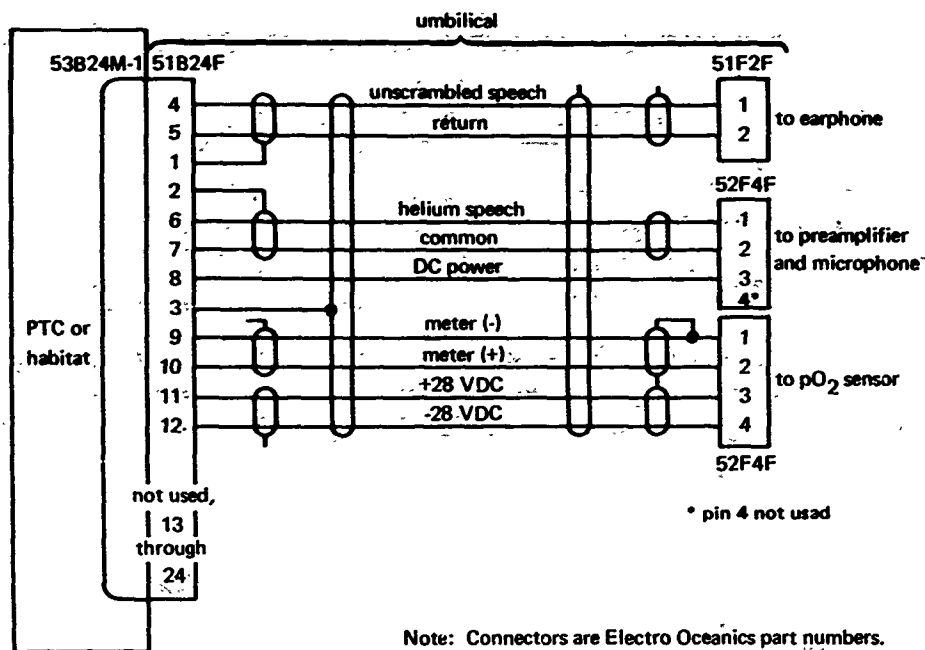 umbilical
53B24M-1 51B24F
51F2F
4 unscrambled speech 1
5 return 2
to earphone
1
2
52F4F
6 helium speech 1
7 common 2
8 DC power 3
4*
to preamplifier
and microphone
3
9 meter (-) 1
10 meter (+) 2
11 +28 VDC 3
12 -28 VDC 4
to pO2 sensor
52F4F
PTC or
habitat
not used,
13
through
24
* pin 4 not usad
Note: Connectors are Electro Oceanics part numbers.